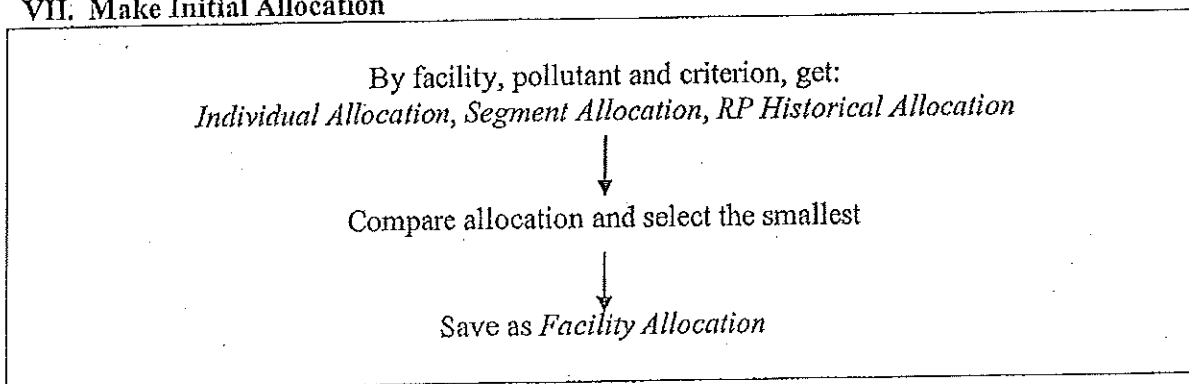 VII. Make Initial Allocation
By facility, pollutant and criterion, get:
Individual Allocation, Segment Allocation, RP Historical Allocation
Compare allocation and select the smallest
Save as Facility Allocation